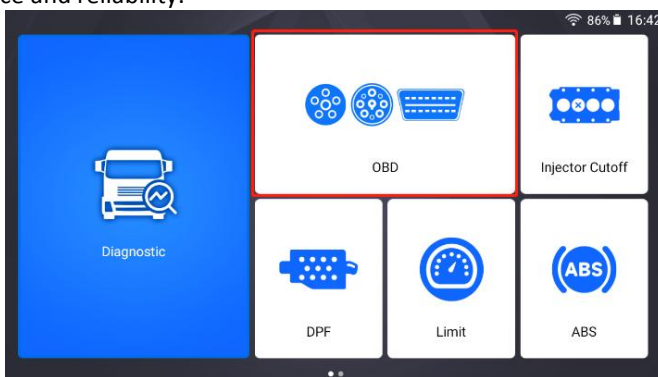 ce and reliability.
86% 16:42
OBD
Injector Cutoff
Diagnostic
DPF
Limit
ABS
ABS